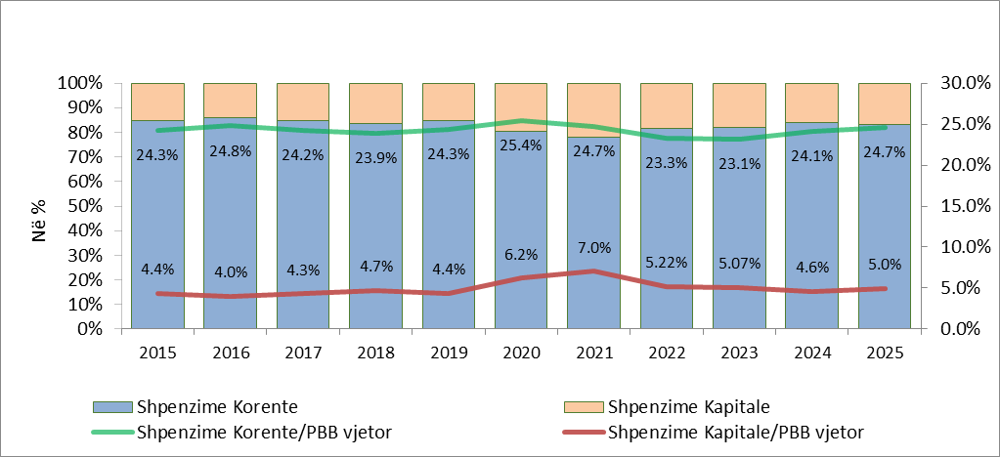 Në %
100%
90%
80%
70%
60%
50%
40%
30%
20%
10%
0%
30.0%
25.0%
20.0%
15.0%
10.0%
5.0%
0.0%
24.3% 24.8% 24.2% 23.9% 24.3% 25.4% 24.7% 23.3% 23.1% 24.1% 24.7%
4.4% 4.0% 4.3% 4.7% 4.4% 6.2% 7.0% 5.22% 5.07% 4.6% 5.0%
2015 2016 2017 2018 2019 2020 2021 2022 2023 2024 2025
Shpenzime Korente
Shpenzime Kapitale
Shpenzime Korente/PBB vjetor
Shpenzime Kapitale/PBB vjetor